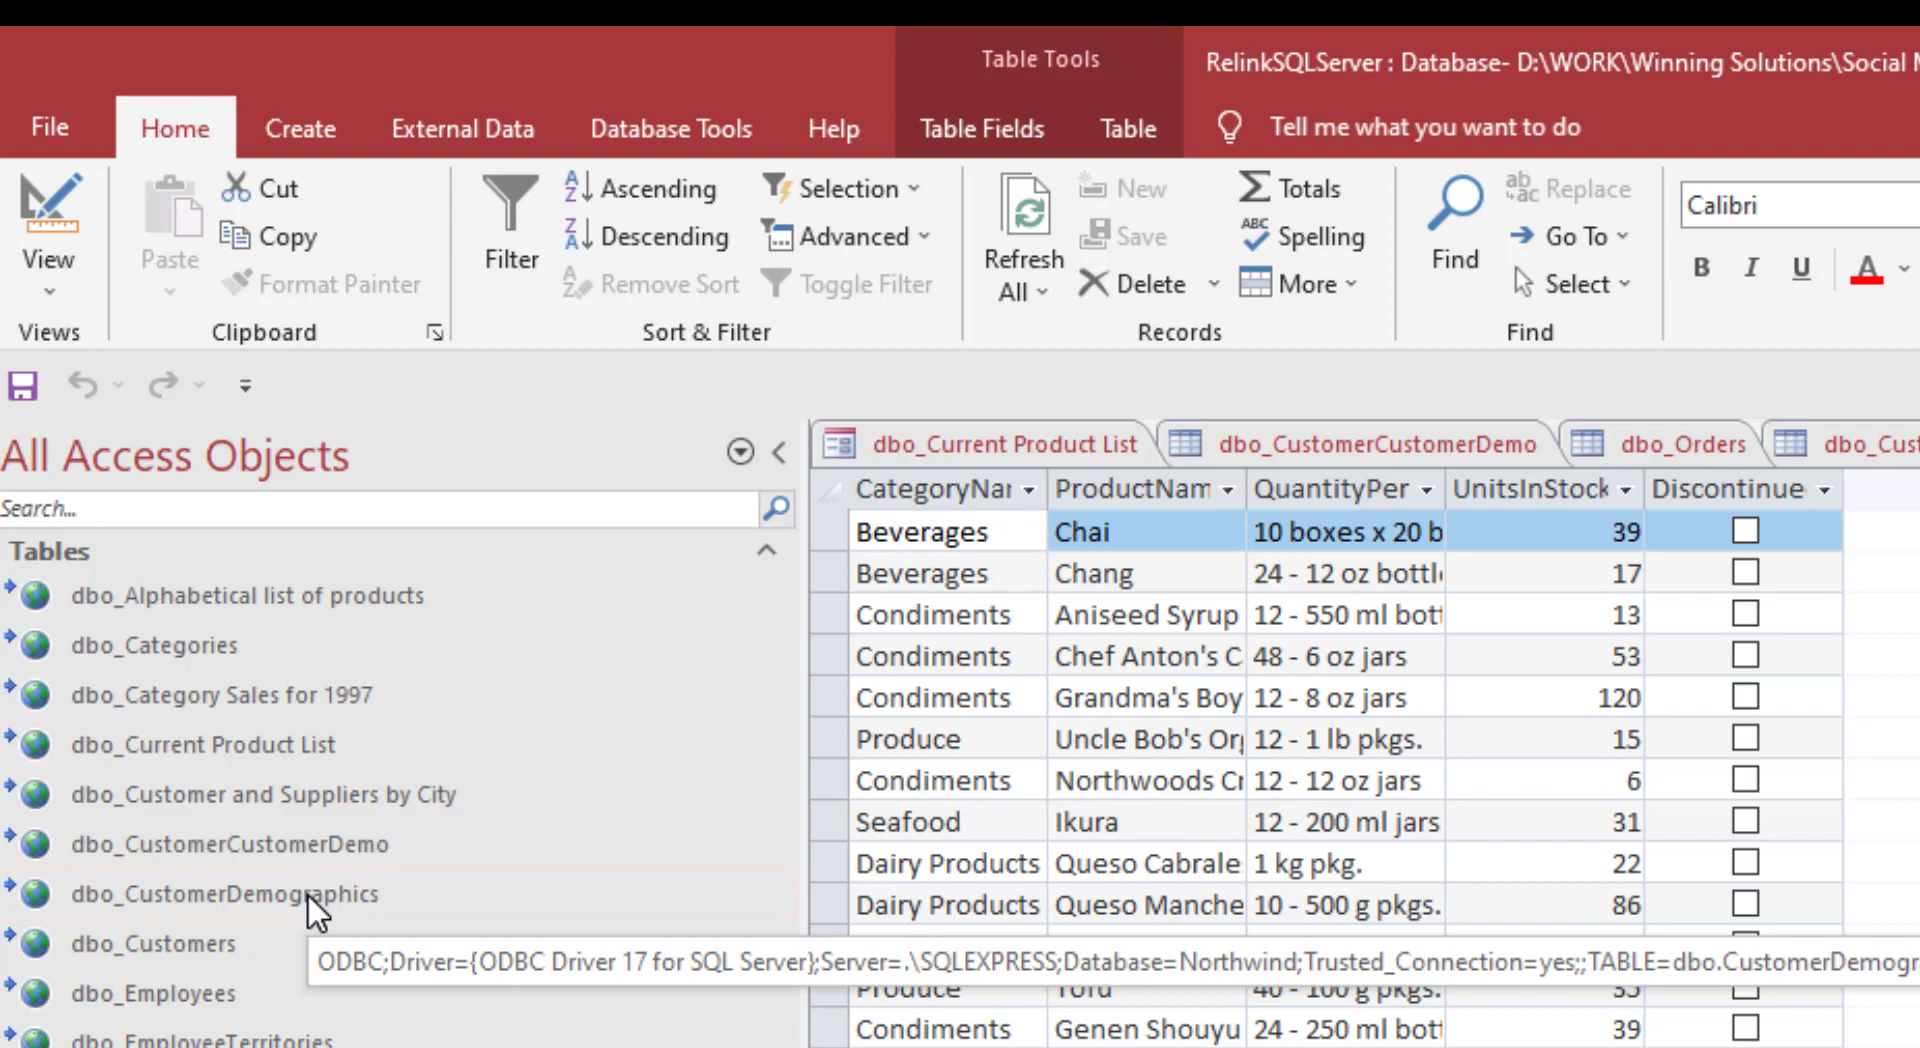 Table Tools
RelinkSQLServer : Database- D:\WORK\Winning Solutions\Social
File
Home
Create
External Data
Database Tools
Help
Table Fields
Table
Tell me what you want to do
View
Views
Paste
Cut
Copy
Format Painter
Clipboard
Filter
Ascending
Descending
Remove Sort
Selection
Advanced
Toggle Filter
Sort & Filter
Refresh
All
New
Save
Delete
Totals
Spelling
More
Records
Find
Replace
Go To
Select
Find
Calibri
B I U A
All Access Objects
Search...
Tables
dbo_Alphabetical list of products
dbo_Categories
dbo_Category Sales for 1997
dbo_Current Product List
dbo_Customer and Suppliers by City
dbo_CustomerCustomerDemo
dbo_CustomerDemographics
dbo_Customers
dbo_Employees
dbo_EmployeeTerritories
dbo_Current Product List
dbo_CustomerCustomerDemo
dbo_Orders
dbo_Cust
CategoryNar ProductNam QuantityPer UnitsInStock Discontinue
Beverages Chai 10 boxes x 20 b 39
Beverages Chang 24 - 12 oz bottl 17
Condiments Aniseed Syrup 12 - 550 ml bott 13
Condiments Chef Anton's C 48 - 6 oz jars 53
Condiments Grandma's Boy 12 - 8 oz jars 120
Produce Uncle Bob's Or 12 - 1 lb pkgs. 15
Condiments Northwoods Cr 12 - 12 oz jars 6
Seafood Ikura 12 - 200 ml jars 31
Dairy Products Queso Cabrale 1 kg pkg. 22
Dairy Products Queso Manche 10 - 500 g pkgs. 86
ODBC;Driver={ODBC Driver 17 for SQL Server};Server=.\SQLEXPRESS;Database=Northwind;Trusted_Connection=yes;;TABLE=dbo.CustomerDemogr
Produce Tofu 40 - 100 g pkgs. 35
Condiments Genen Shouyu 24 - 250 ml bott 39